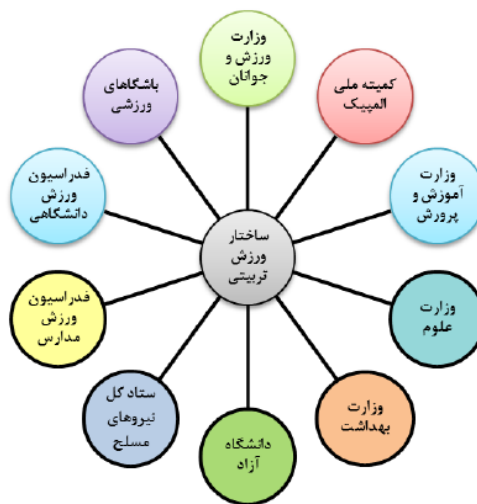 وزارت
ورزش و
جوانان
کمیته ملی
المپیک
وزارت
آموزش و
پرورش
وزارت
علوم
وزارت
بهداشت
دانشگاه
آزاد
ستاد کل
نیروهای
مسلح
فدراسیون
ورزش
مدارس
فدراسیون
ورزش
دانشگاهی
باشگاهای
ورزشی
ساختار
ورزش
تربیتی